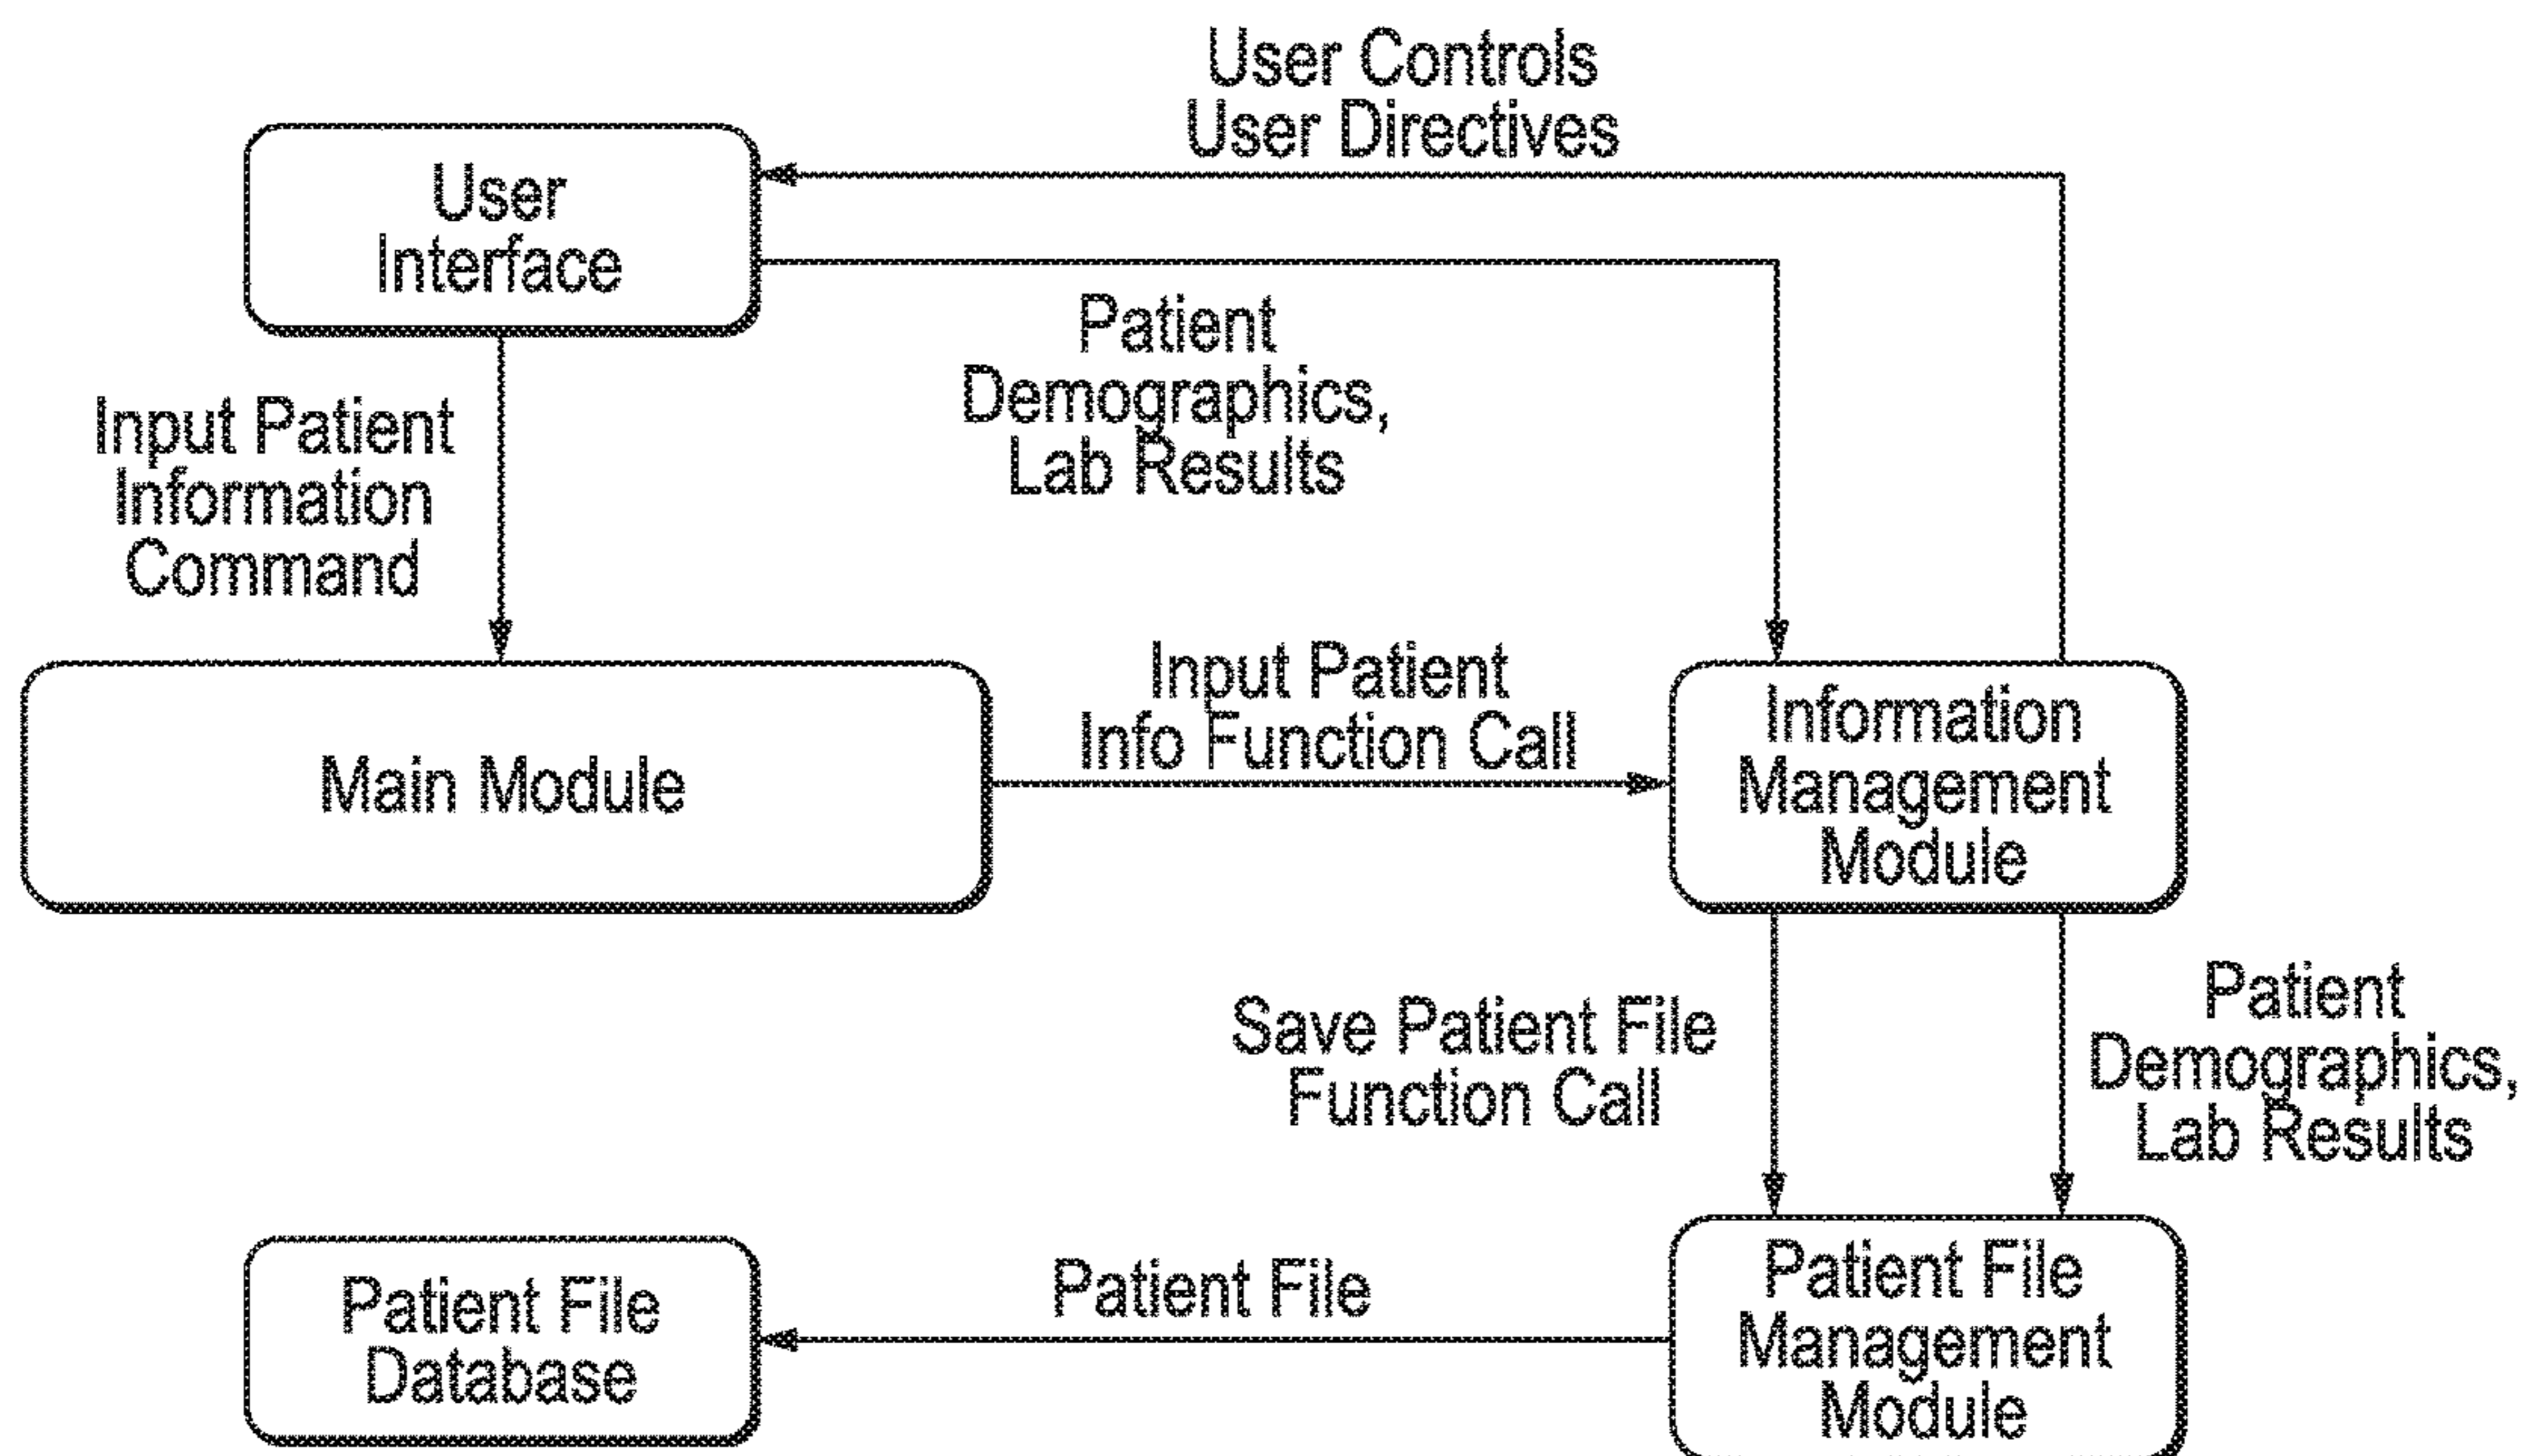 User Controls
User Directives
User
Interface
Patient
Demographics,
Lab Results
Input Patient
Information
Command
Input Patient
Info Function Call
Main Module
Information
Management
Module
Save Patient File
Function Call
Patient
Demographics,
Lab Results
Patient File
Database
Patient File
Patient File
Management
Module